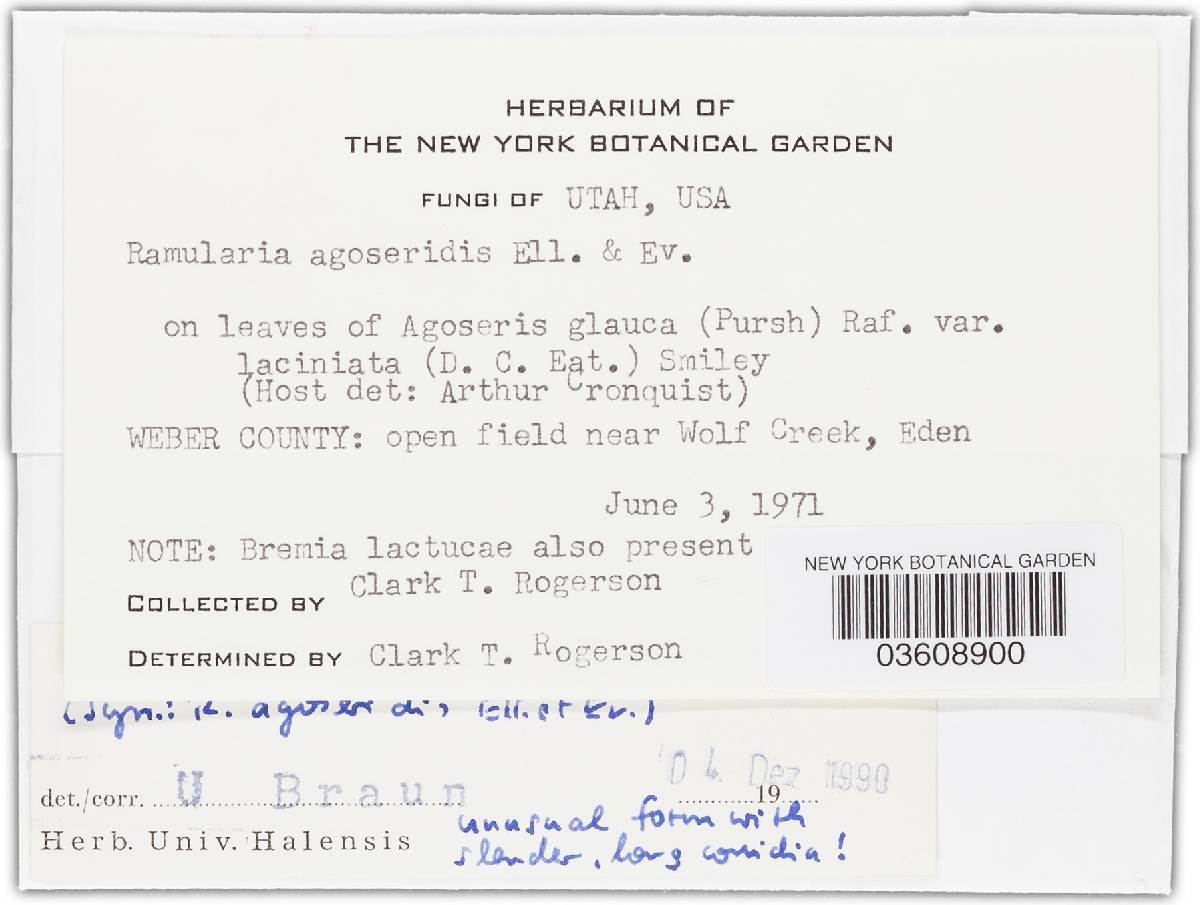 HERBARIUM OF
THE NEW YORK BOTANICAL GARDEN
FUNGI OF UTAH, USA
Ramularia agoseridis Ell. & Ev.
on leaves of Agoseris glauca (Pursh) Raf. var.
laciniata (D. C. Eat.) Smiley
(Host det: Arthur Cronquist)
WEBER COUNTY: open field near Wolf Creek, Eden
June 3, 1971
NOTE: Bremia lactucae also present
COLLECTED BY Clark T. Rogerson
DETERMINED BY Clark T. Rogerson
NEW YORK BOTANICAL GARDEN
03608900
(Syn.: R. agoseridis Ell. et Ev.)
det./corr. U Braun 04. Dez 1990
19
Herb. Univ. Halensis
unusual form with
slender, long conidia!